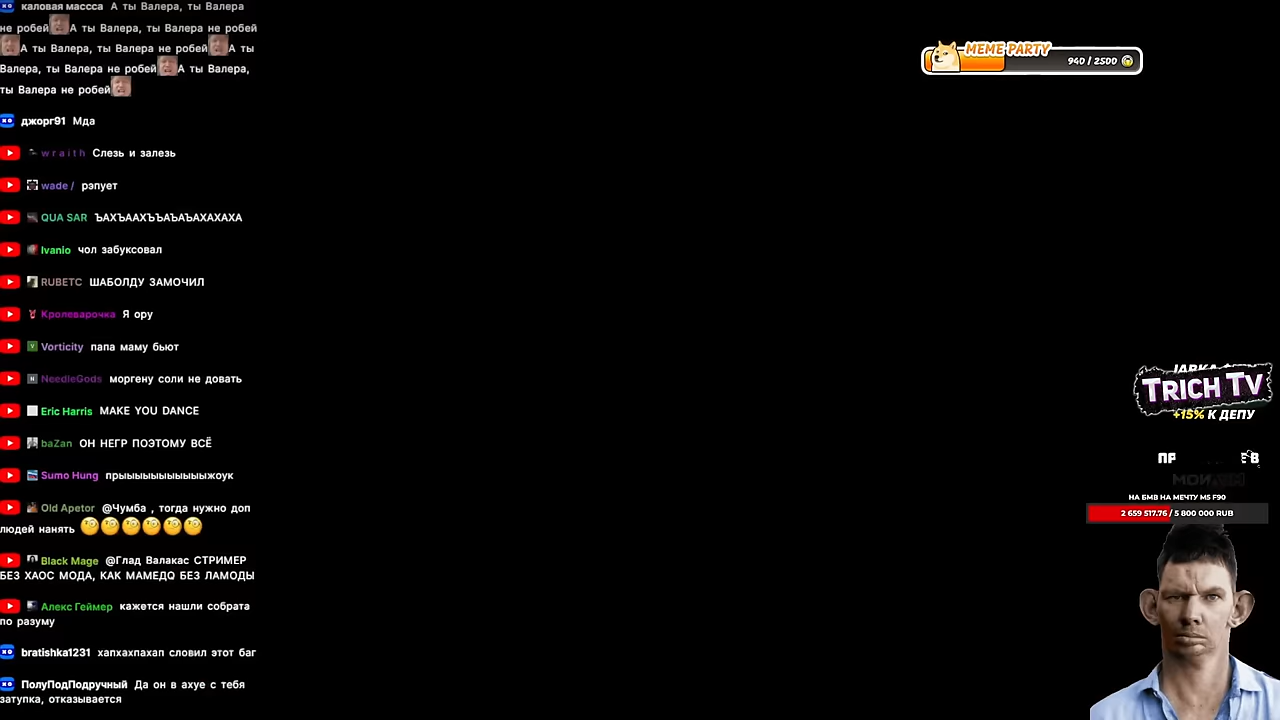 каловая массса А ты Валера, ты Валера
не робей А ты Валера, ты Валера не робей
А ты Валера, ты Валера не робей А ты
Валера, ты Валера не робей А ты Валера,
ты Валера не робей
джорг91 Мда
w r a i t h Слезь и залезь
wade / рэпует
QUA SAR ЪАХЪААХЪЪАЪАЪАХАХАХА
Ivanio чол забуксовал
RUBETC ШАБОЛДУ ЗАМОЧИЛ
Кролеварочка Я ору
Vorticity папа маму бьют
NeedleGods моргену соли не довать
Eric Harris MAKE YOU DANCE
baZan ОН НЕГР ПОЭТОМУ ВСЁ
Sumo Hung прыыыыыыыыыыжоук
Old Apetor @Чумба , тогда нужно доп
людей нанять
Black Mage @Глад Валакас СТРИМЕР
БЕЗ ХАОС МОДА, КАК МАМЕДQ БЕЗ ЛАМОДЫ
Алекс Геймер кажется нашли собрата
по разуму
bratishka1231 хапхахпахап словил этот баг
ПолуПодПодручный Да он в ахуе с тебя
затупка, отказывается
MEME PARTY
940 / 2500
TRICH TV
+15% К ДЕПУ
НА БМВ НА МЕЧТУ M5 F90
2 659 517.76 / 5 800 000 RUB